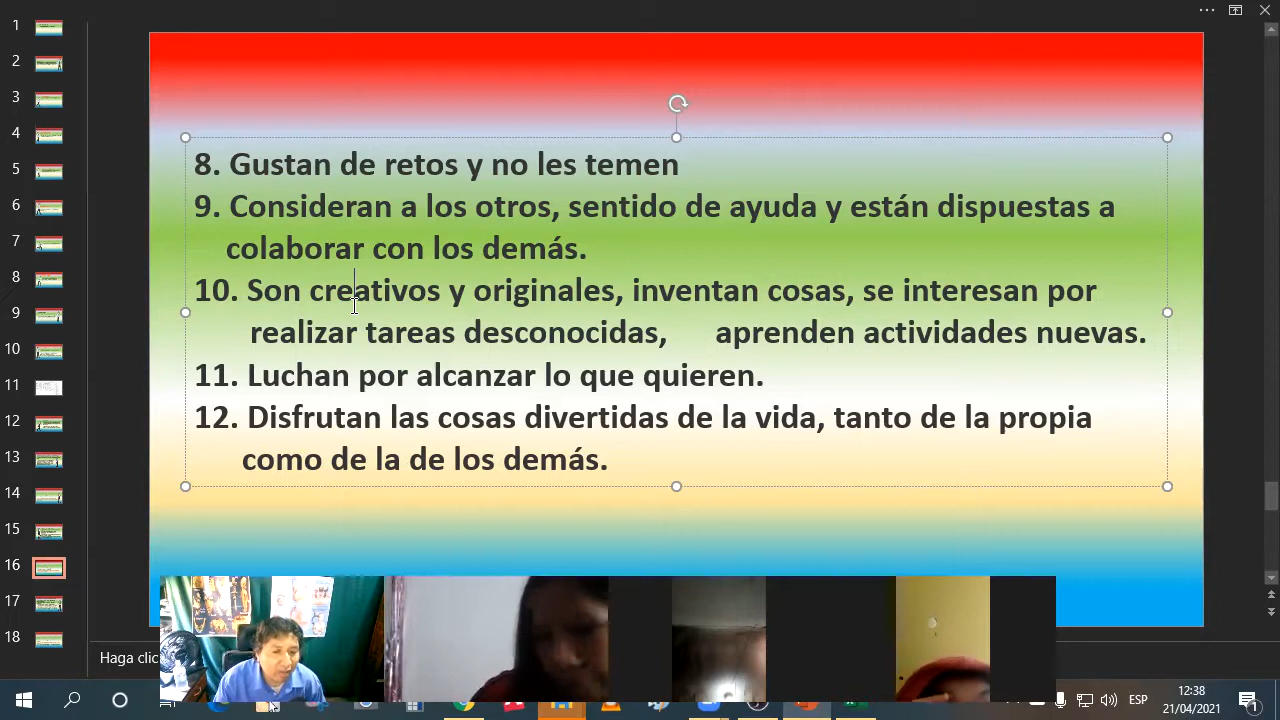 1
2
3
4
5
6
7
8
9
10
11
12
13
14
15
16
17
18
8. Gustan de retos y no les temen
9. Consideran a los otros, sentido de ayuda y están dispuestas a
colaborar con los demás.
10. Son creativos y originales, inventan cosas, se interesan por
realizar tareas desconocidas, aprenden actividades nuevas.
11. Luchan por alcanzar lo que quieren.
12. Disfrutan las cosas divertidas de la vida, tanto de la propia
como de la de los demás.
Haga clic
ESP
12:38
21/04/2021